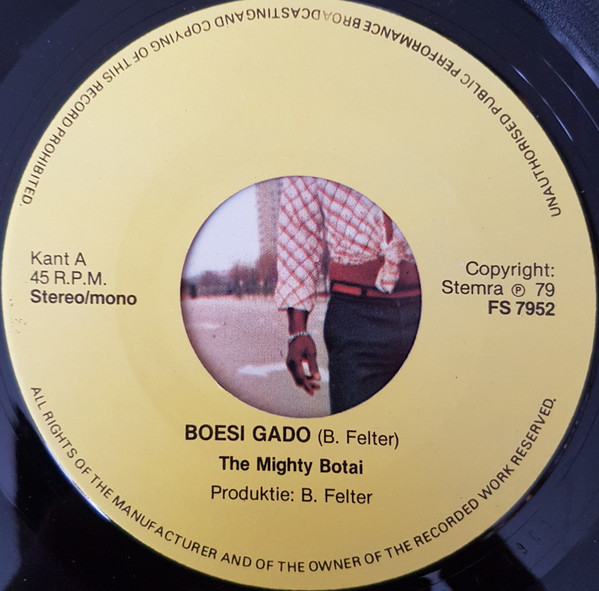 UNAUTHORISED PUBLIC PERFORMANCE BROADCASTING AND COPYING OF THIS RECORD PROHIBITED.
Kant A
45 R.P.M.
Stereo/mono
Copyright:
Stemra ℗ 79
FS 7952
BOESI GADO (B. Felter)
The Mighty Botai
Produktie: B. Felter
ALL RIGHTS OF THE MANUFACTURER AND OF THE OWNER OF THE RECORDED WORK RESERVED.